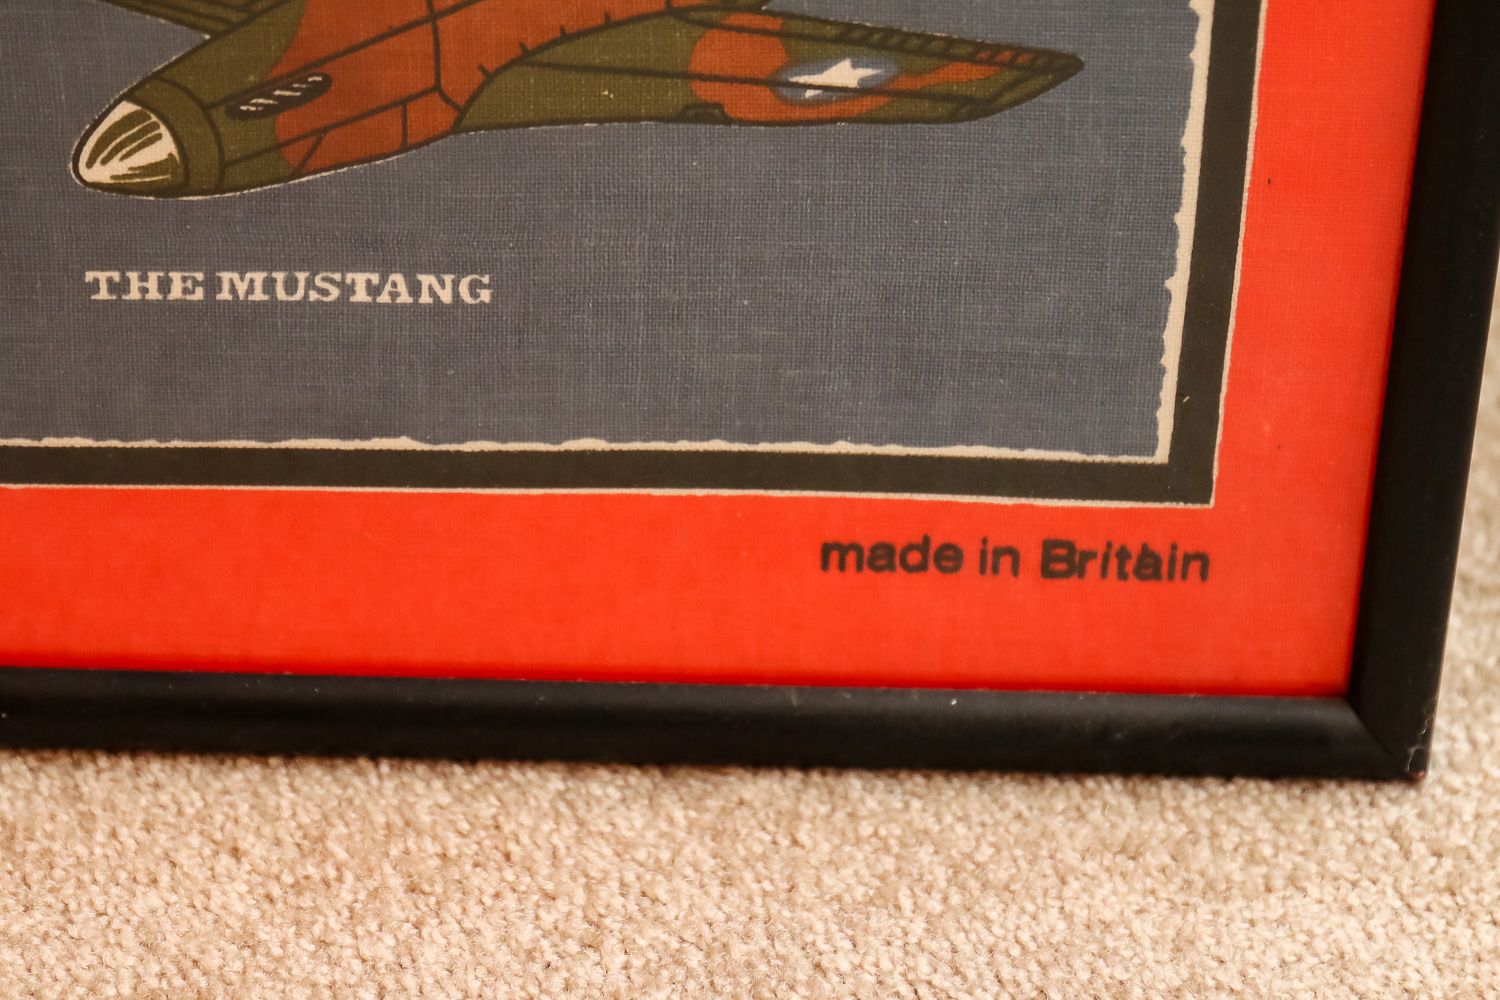 THE MUSTANG
made in Britain